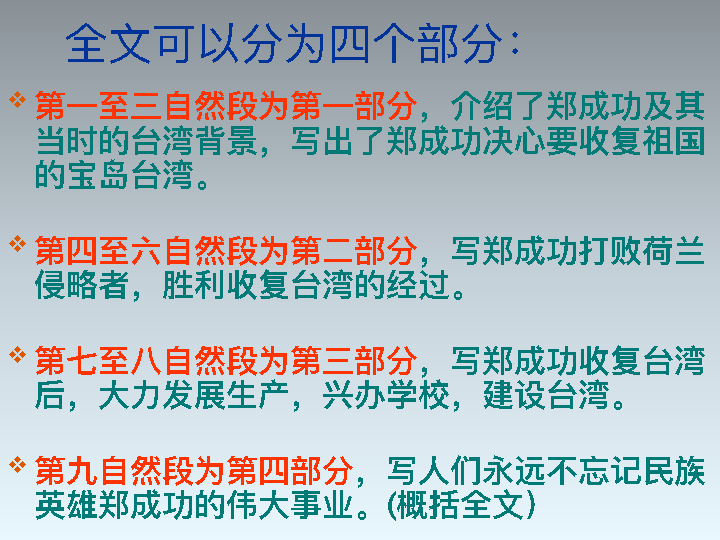 全文可以分为四个部分：
第一至三自然段为第一部分，介绍了郑成功及其
当时的台湾背景，写出了郑成功决心要收复祖国
的宝岛台湾。
第四至六自然段为第二部分，写郑成功打败荷兰
侵略者，胜利收复台湾的经过。
第七至八自然段为第三部分，写郑成功收复台湾
后，大力发展生产，兴办学校，建设台湾。
第九自然段为第四部分，写人们永远不忘记民族
英雄郑成功的伟大事业。(概括全文）